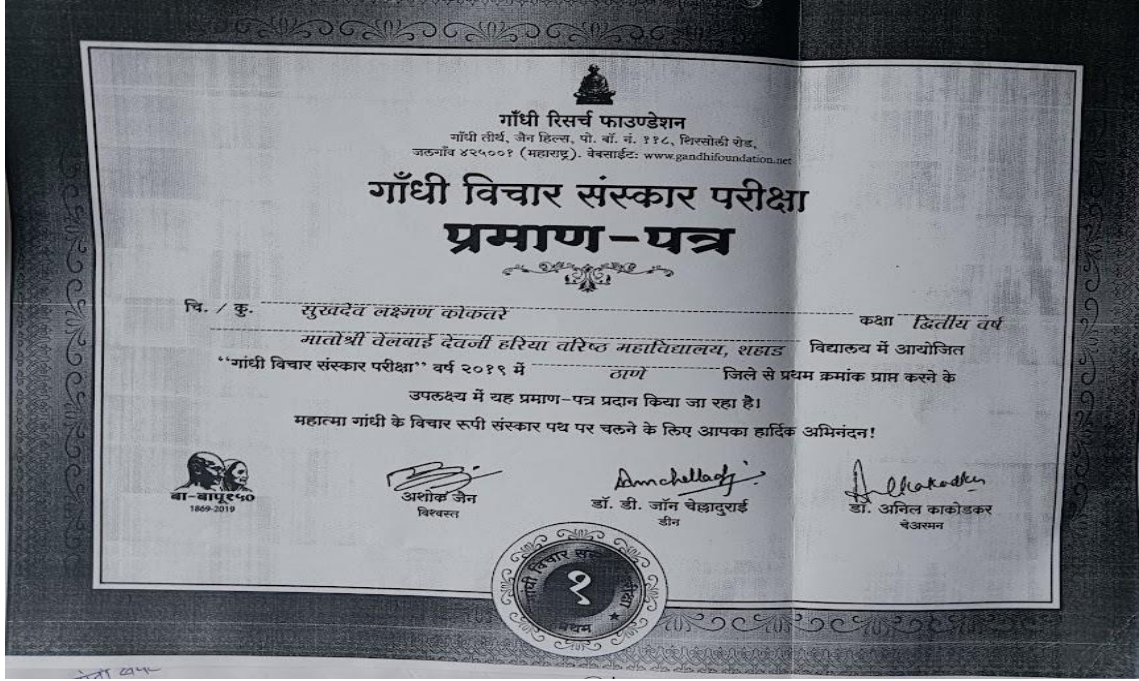 गाँधी रिसर्च फाउण्डेशन
गाँधी तीर्थ, जैन हिल्स, पो. बॉ. नं. ११८, शिरसोली रोड,
जलगाँव ४२५००१ (महाराष्ट्र). वेबसाईट: www.gandhifoundation.net
गाँधी विचार संस्कार परीक्षा
प्रमाण-पत्र
चि. / कु. सुखदेव लक्ष्मण कोकतरे कक्षा द्वितीय वर्ष
मातोश्री वेलबाई देवजी हरिया वरिष्ठ महाविद्यालय, शहाड विद्यालय में आयोजित
“गांधी विचार संस्कार परीक्षा” वर्ष २०१९ में ठाणे जिले से प्रथम क्रमांक प्राप्त करने के
उपलक्ष्य में यह प्रमाण-पत्र प्रदान किया जा रहा है।
महात्मा गांधी के विचार रूपी संस्कार पथ पर चलने के लिए आपका हार्दिक अभिनंदन!
बा-बापू१५०
1869-2019
अशोक जैन
विश्वस्त
डॉ. डी. जॉन चेल्लादुराई
डीन
डॉ. अनिल काकोडकर
चेअरमन
गांधी विचार संस्कार परीक्षा
१
प्रथम